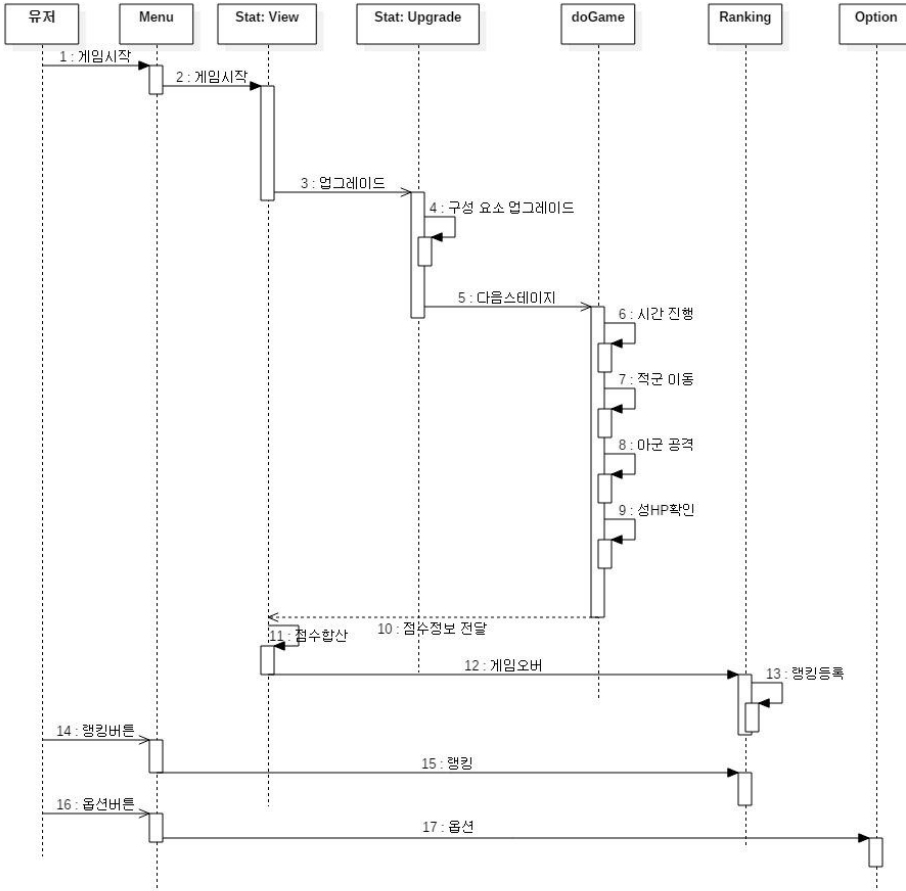 유저
Menu
Stat: View
Stat: Upgrade
doGame
Ranking
Option
1 : 게임시작
2 : 게임시작
3 : 업그레이드
4 : 구성 요소 업그레이드
5 : 다음스테이지
6 : 시간 진행
7 : 적군 이동
8 : 아군 공격
9 : 성HP확인
10 : 점수정보 전달
11 : 점수합산
12 : 게임오버
13 : 랭킹등록
14 : 랭킹버튼
15 : 랭킹
16 : 옵션버튼
17 : 옵션